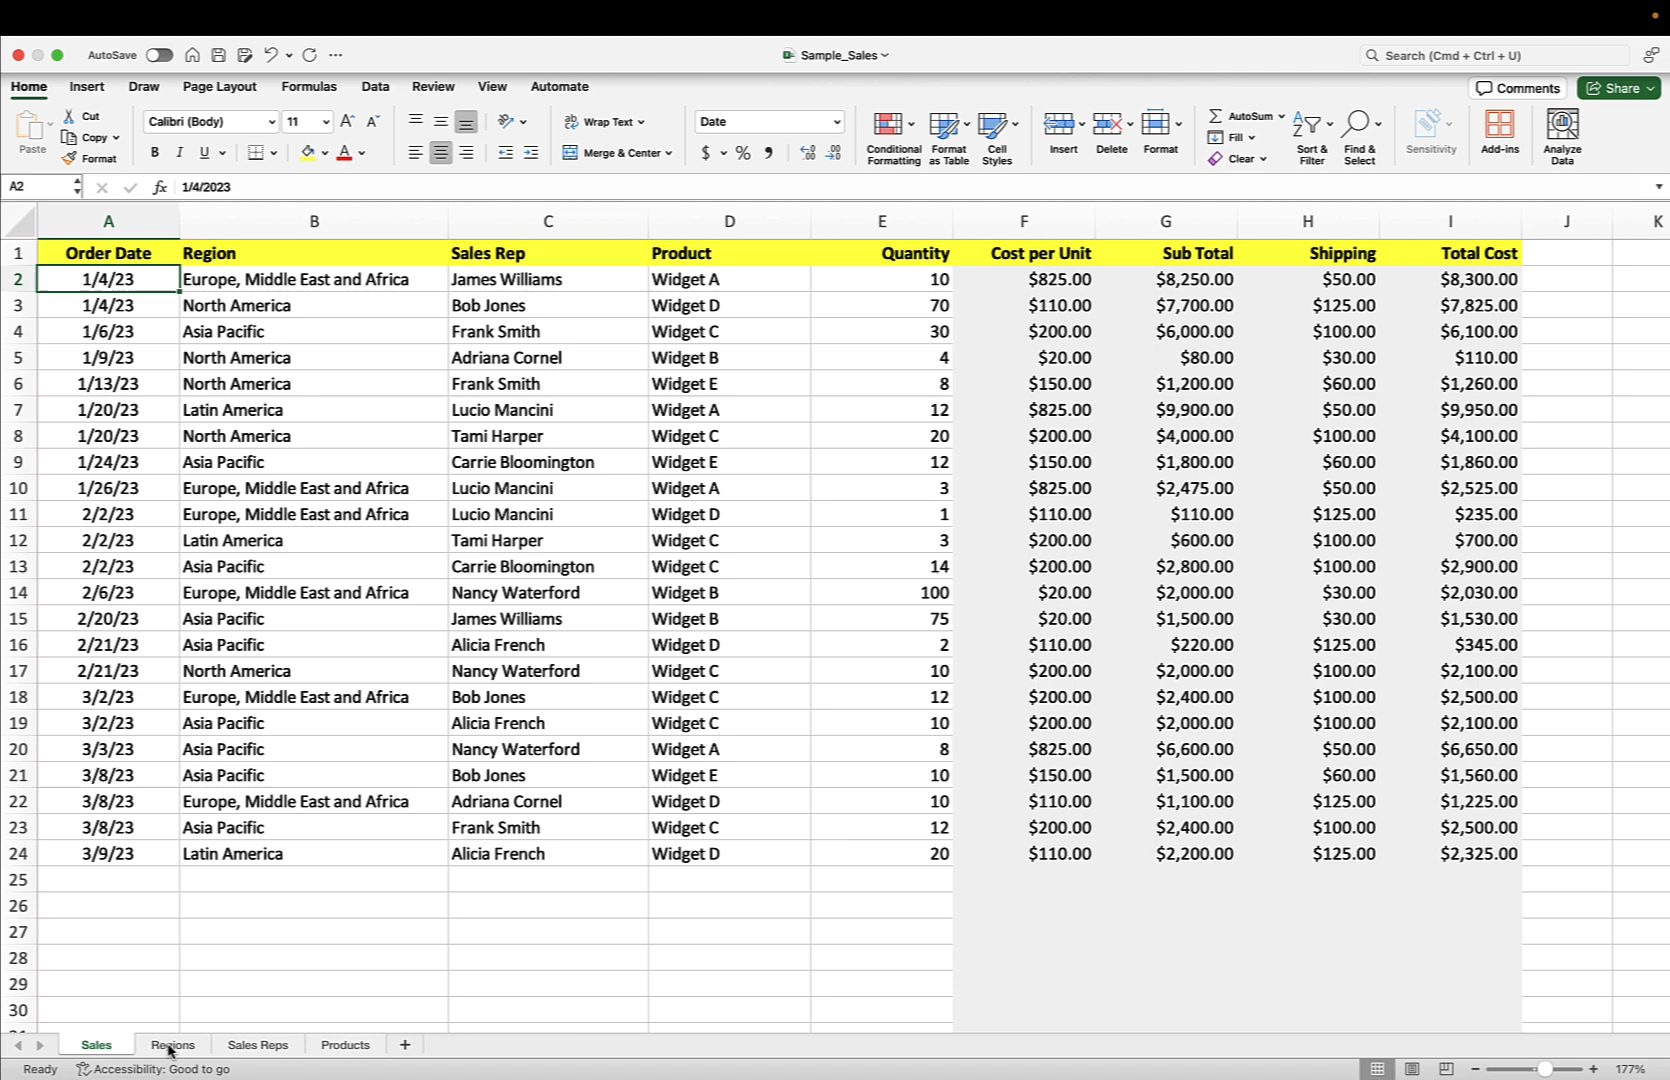 AutoSave
Sample_Sales
Search (Cmd + Ctrl + U)
Home Insert Draw Page Layout Formulas Data Review View Automate
Comments Share
Paste
Cut
Copy
Format
Calibri (Body) 11
B I U
Wrap Text
Merge & Center
Date
$ %
Conditional Formatting
Format as Table
Cell Styles
Insert
Delete
Format
AutoSum
Fill
Clear
Sort & Filter
Find & Select
Sensitivity
Add-ins
Analyze Data
A2 fx 1/4/2023
A B C D E F G H I J K
1 Order Date Region Sales Rep Product Quantity Cost per Unit Sub Total Shipping Total Cost
2 1/4/23 Europe, Middle East and Africa James Williams Widget A 10 $825.00 $8,250.00 $50.00 $8,300.00
3 1/4/23 North America Bob Jones Widget D 70 $110.00 $7,700.00 $125.00 $7,825.00
4 1/6/23 Asia Pacific Frank Smith Widget C 30 $200.00 $6,000.00 $100.00 $6,100.00
5 1/9/23 North America Adriana Cornel Widget B 4 $20.00 $80.00 $30.00 $110.00
6 1/13/23 North America Frank Smith Widget E 8 $150.00 $1,200.00 $60.00 $1,260.00
7 1/20/23 Latin America Lucio Mancini Widget A 12 $825.00 $9,900.00 $50.00 $9,950.00
8 1/20/23 North America Tami Harper Widget C 20 $200.00 $4,000.00 $100.00 $4,100.00
9 1/24/23 Asia Pacific Carrie Bloomington Widget E 12 $150.00 $1,800.00 $60.00 $1,860.00
10 1/26/23 Europe, Middle East and Africa Lucio Mancini Widget A 3 $825.00 $2,475.00 $50.00 $2,525.00
11 2/2/23 Europe, Middle East and Africa Lucio Mancini Widget D 1 $110.00 $110.00 $125.00 $235.00
12 2/2/23 Latin America Tami Harper Widget C 3 $200.00 $600.00 $100.00 $700.00
13 2/2/23 Asia Pacific Carrie Bloomington Widget C 14 $200.00 $2,800.00 $100.00 $2,900.00
14 2/6/23 Europe, Middle East and Africa Nancy Waterford Widget B 100 $20.00 $2,000.00 $30.00 $2,030.00
15 2/20/23 Asia Pacific James Williams Widget B 75 $20.00 $1,500.00 $30.00 $1,530.00
16 2/21/23 Asia Pacific Alicia French Widget D 2 $110.00 $220.00 $125.00 $345.00
17 2/21/23 North America Nancy Waterford Widget C 10 $200.00 $2,000.00 $100.00 $2,100.00
18 3/2/23 Europe, Middle East and Africa Bob Jones Widget C 12 $200.00 $2,400.00 $100.00 $2,500.00
19 3/2/23 Asia Pacific Alicia French Widget C 10 $200.00 $2,000.00 $100.00 $2,100.00
20 3/3/23 Asia Pacific Nancy Waterford Widget A 8 $825.00 $6,600.00 $50.00 $6,650.00
21 3/8/23 Asia Pacific Bob Jones Widget E 10 $150.00 $1,500.00 $60.00 $1,560.00
22 3/8/23 Europe, Middle East and Africa Adriana Cornel Widget D 10 $110.00 $1,100.00 $125.00 $1,225.00
23 3/8/23 Asia Pacific Frank Smith Widget C 12 $200.00 $2,400.00 $100.00 $2,500.00
24 3/9/23 Latin America Alicia French Widget D 20 $110.00 $2,200.00 $125.00 $2,325.00
25
26
27
28
29
30
Sales Regions Sales Reps Products +
Ready Accessibility: Good to go 177%